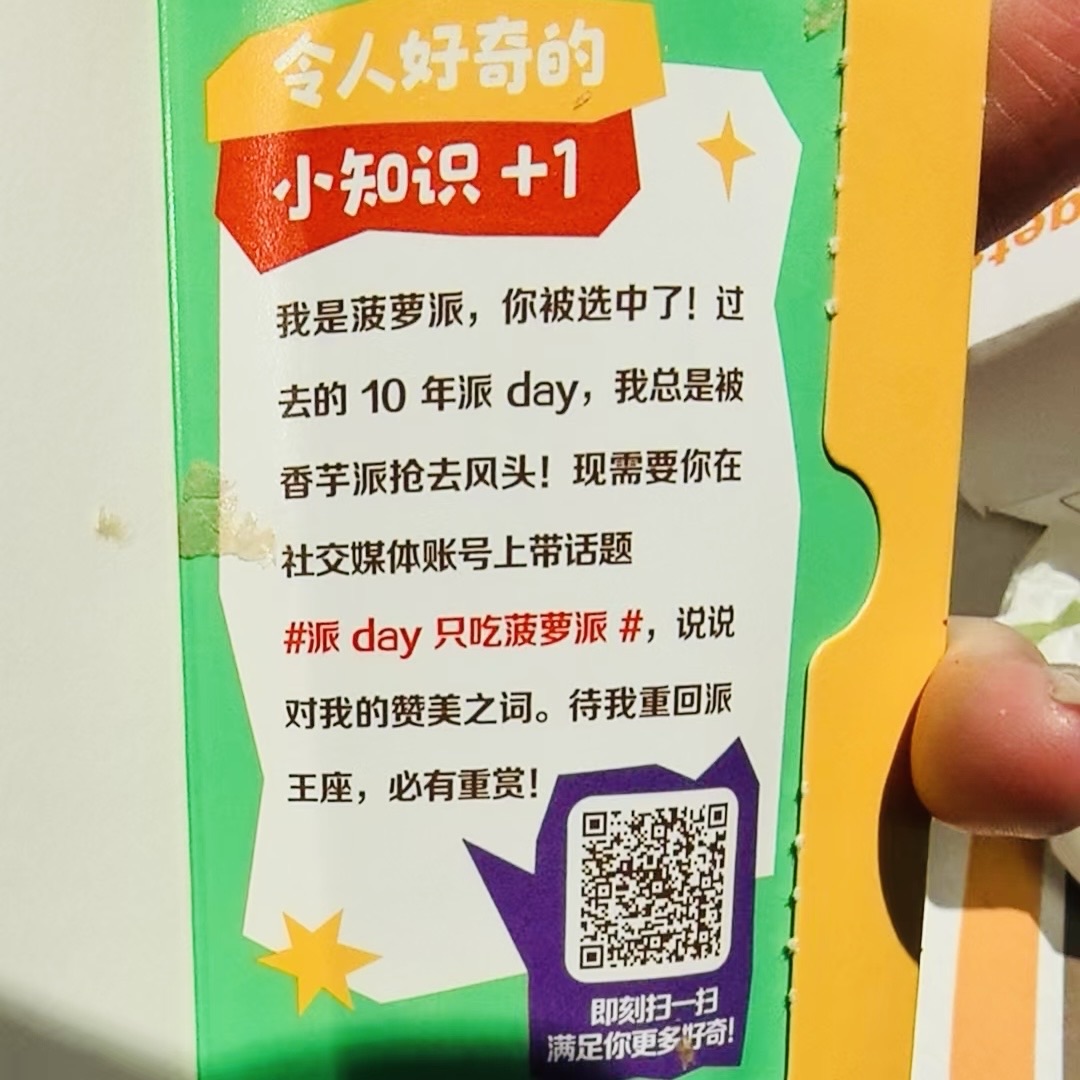 令人好奇的
小知识 +1
我是菠萝派，你被选中了！过
去的 10 年派 day，我总是被
香芋派抢去风头！现需要你在
社交媒体账号上带话题
#派 day 只吃菠萝派 #，说说
对我的赞美之词。待我重回派
王座，必有重赏！
即刻扫一扫
满足你更多好奇!